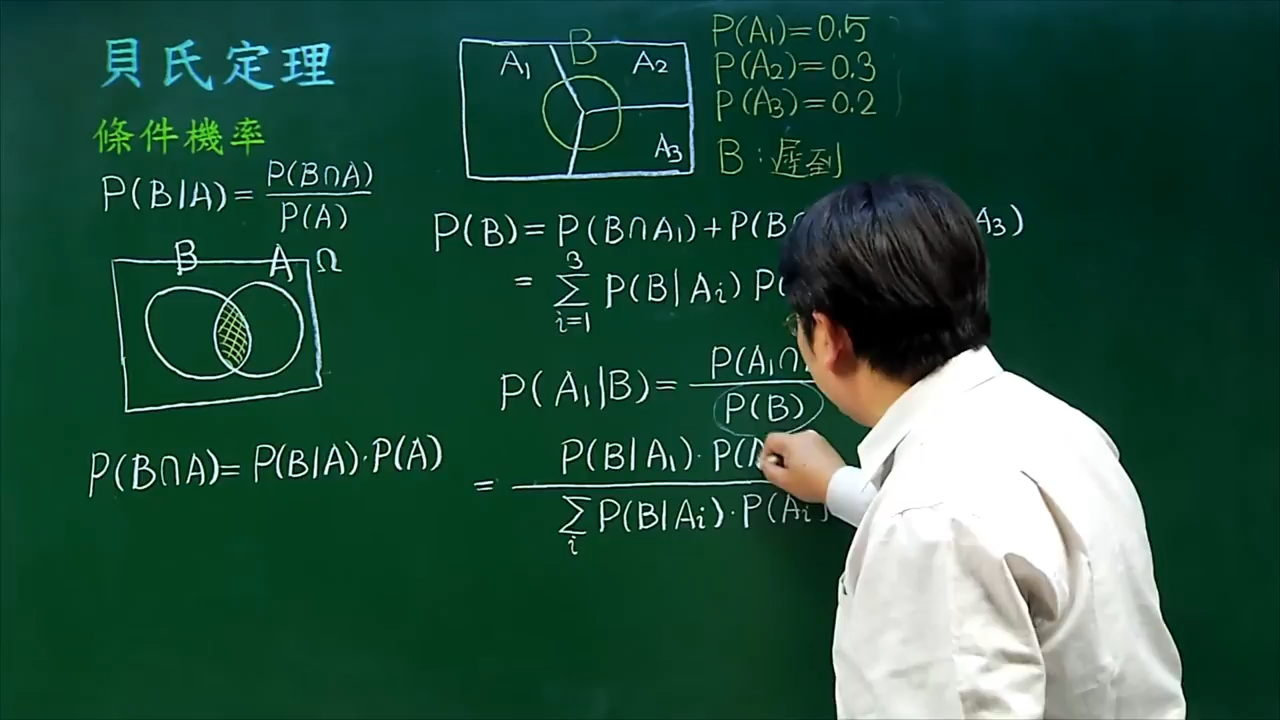 貝氏定理
條件機率
P(B|A)=P(B∩A)/P(A)
B A Ω
P(B∩A)=P(B|A)·P(A)
A₁ B A₂
A₃
P(A₁)=0.5
P(A₂)=0.3
P(A₃)=0.2
B:遲到
P(B)=P(B∩A₁)+P(B∩ A₃)
=∑³ᵢ₌₁ P(B|Aᵢ)P(
P(A₁|B)=P(A₁∩/P(B)
=P(B|A₁)·P(/∑ᵢ P(B|Aᵢ)·P(Aᵢ